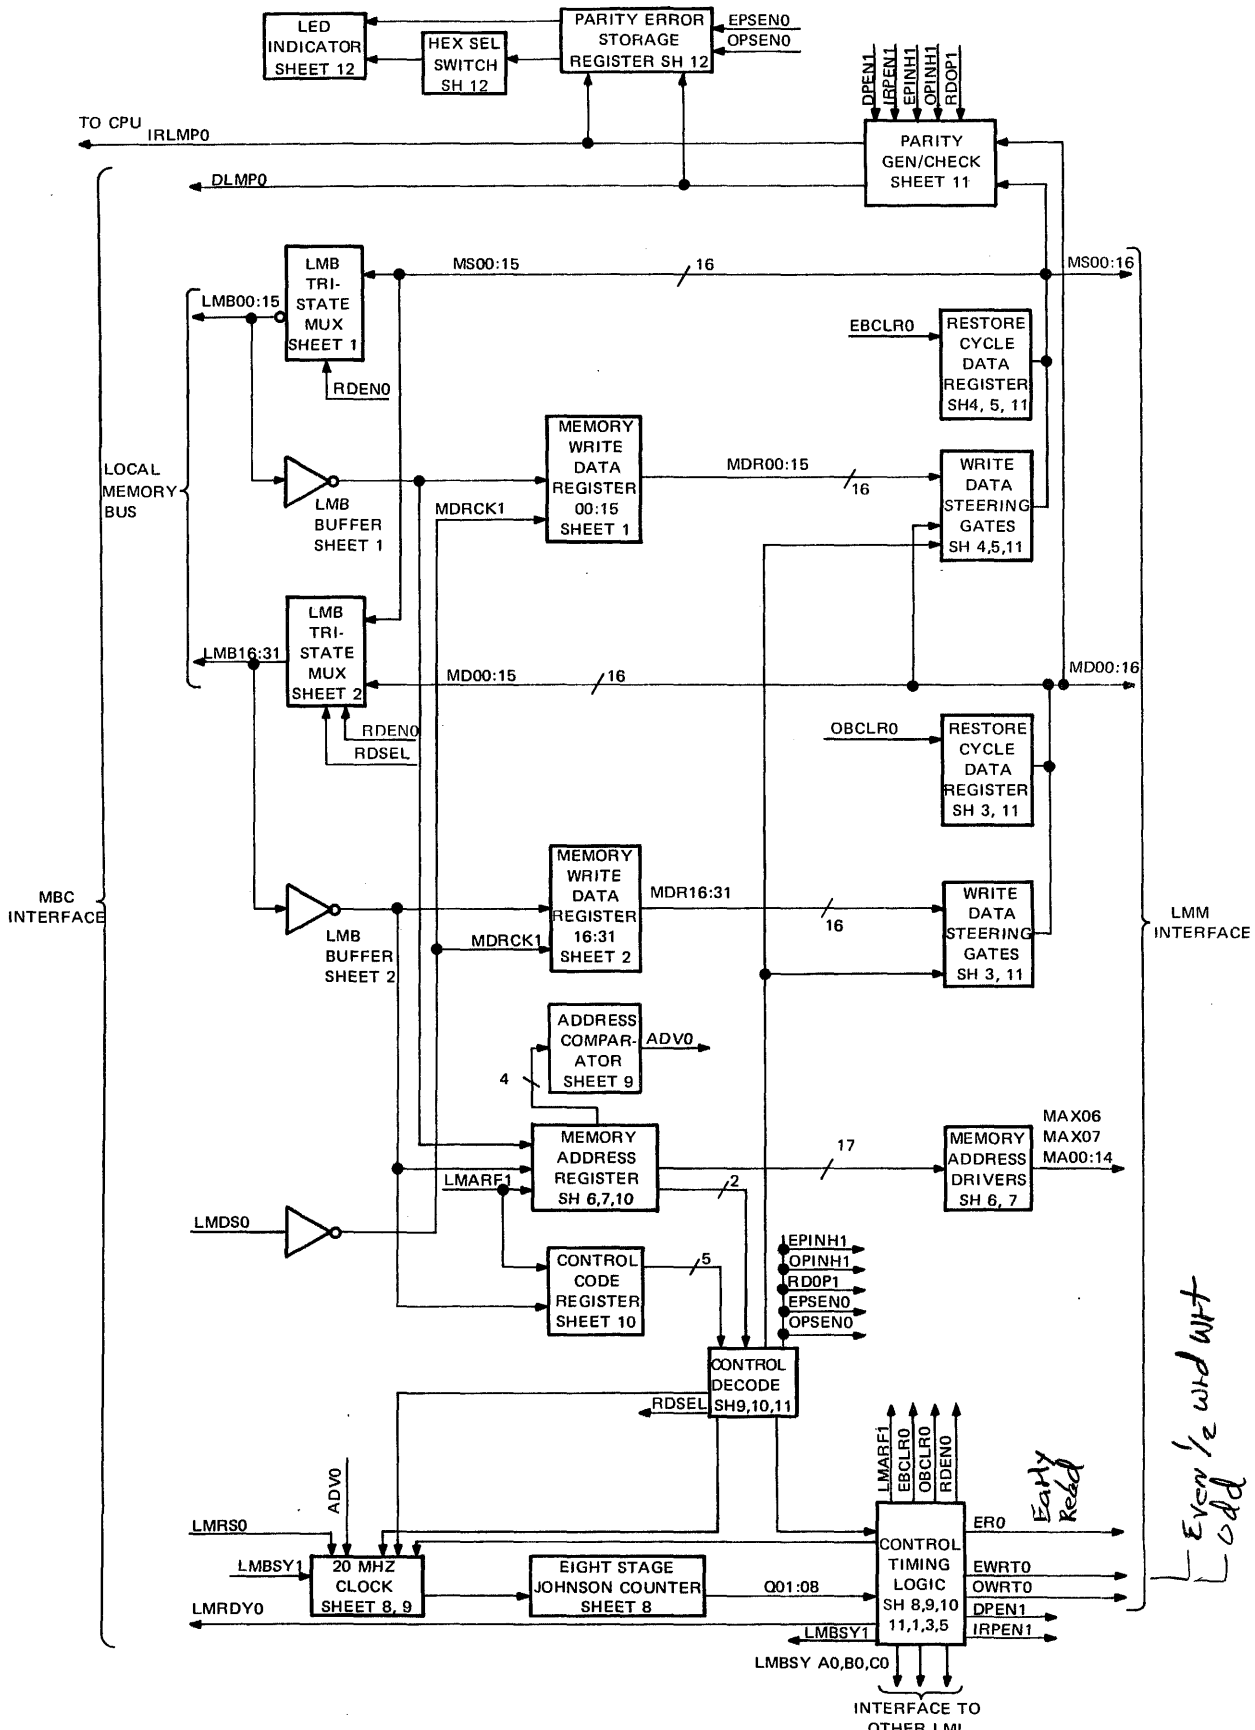 LED
INDICATOR
SHEET 12
HEX SEL
SWITCH
SH 12
PARITY ERROR
STORAGE
REGISTER SH 12
EPSEN0
OPSEN0
DPEN1
IRPEN1
EPINH1
OPINH1
RDOP1
TO CPU
IRLMP0
PARITY
GEN/CHECK
SHEET 11
DLMP0
LMB
TRI-
STATE
MUX
SHEET 1
MS00:15
16
MS00:16
LMB00:15
RDEN0
EBCLR0
RESTORE
CYCLE
DATA
REGISTER
SH4, 5, 11
LOCAL
MEMORY
BUS
LMB
BUFFER
SHEET 1
MEMORY
WRITE
DATA
REGISTER
00:15
SHEET 1
MDRCK1
MDR00:15
16
WRITE
DATA
STEERING
GATES
SH 4,5,11
LMB
TRI-
STATE
MUX
SHEET 2
LMB16:31
MD00:15
16
MD00:16
RDEN0
RDSEL
OBCLR0
RESTORE
CYCLE
DATA
REGISTER
SH 3, 11
MBC
INTERFACE
LMB
BUFFER
SHEET 2
MEMORY
WRITE
DATA
REGISTER
16:31
SHEET 2
MDRCK1
MDR16:31
16
WRITE
DATA
STEERING
GATES
SH 3, 11
LMM
INTERFACE
ADDRESS
COMPAR-
ATOR
SHEET 9
ADV0
4
MEMORY
ADDRESS
REGISTER
SH 6,7,10
LMARF1
17
2
MEMORY
ADDRESS
DRIVERS
SH 6, 7
MAX06
MAX07
MA00:14
LMDS0
CONTROL
CODE
REGISTER
SHEET 10
5
EPINH1
OPINH1
RDOP1
EPSEN0
OPSEN0
CONTROL
DECODE
SH9,10,11
RDSEL
LMARF1
EBCLR0
OBCLR0
RDEN0
ADV0
LMRS0
LMBSY1
20 MHZ
CLOCK
SHEET 8, 9
EIGHT STAGE
JOHNSON COUNTER
SHEET 8
Q01:08
CONTROL
TIMING
LOGIC
SH 8,9,10
11,1,3,5
ER0
Early
Read
EWRT0
OWRT0
Even 1/2 wrd wrt
odd
DPEN1
IRPEN1
LMRDY0
LMBSY1
LMBSY A0,B0,C0
INTERFACE TO
OTHER LMI